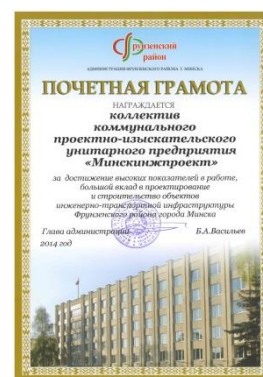 Фрунзенский
район
АДМИНИСТРАЦИЯ ФРУНЗЕНСКОГО РАЙОНА Г. МИНСКА
ПОЧЕТНАЯ ГРАМОТА
НАГРАЖДАЕТСЯ
коллектив
коммунального
проектно-изыскательского
унитарного предприятия
«Минскинжпроект»
за достижение высоких показателей в работе,
большой вклад в проектирование
и строительство объектов
инженерно-транспортной инфраструктуры
Фрунзенского района города Минска
Глава администрации Б.А.Васильев
2014 год